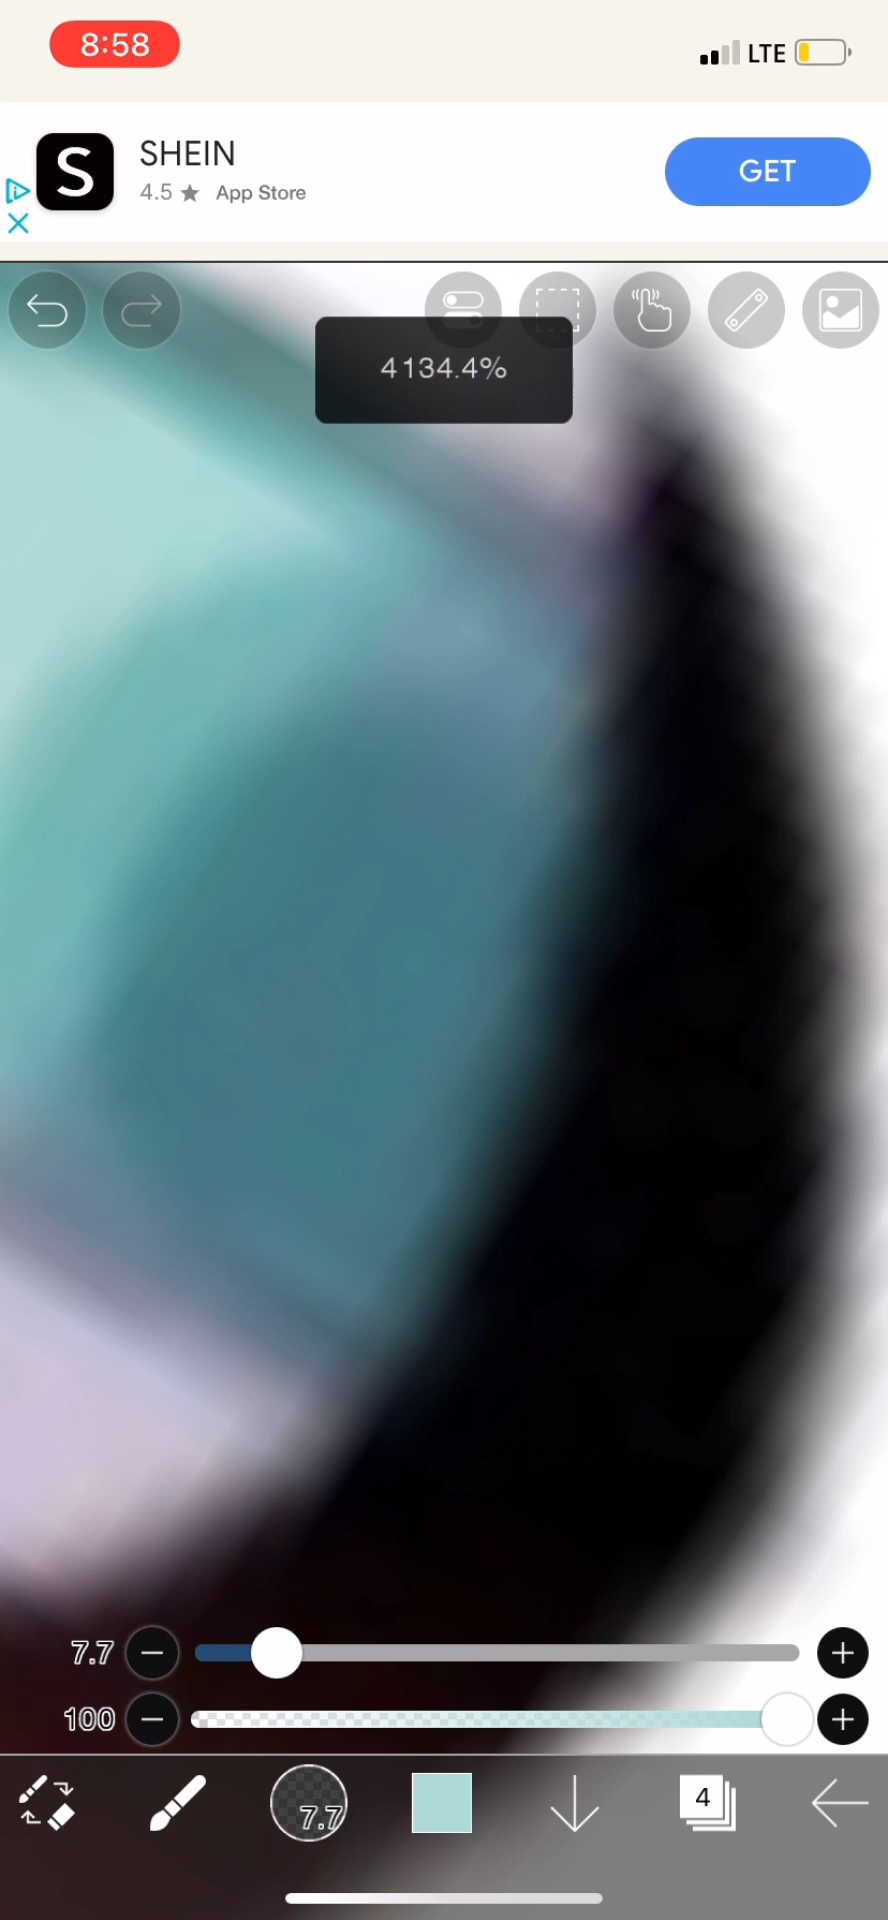 8:58
LTE
S
SHEIN
4.5 ★ App Store
GET
4134.4%
7.7
100
7.7
4